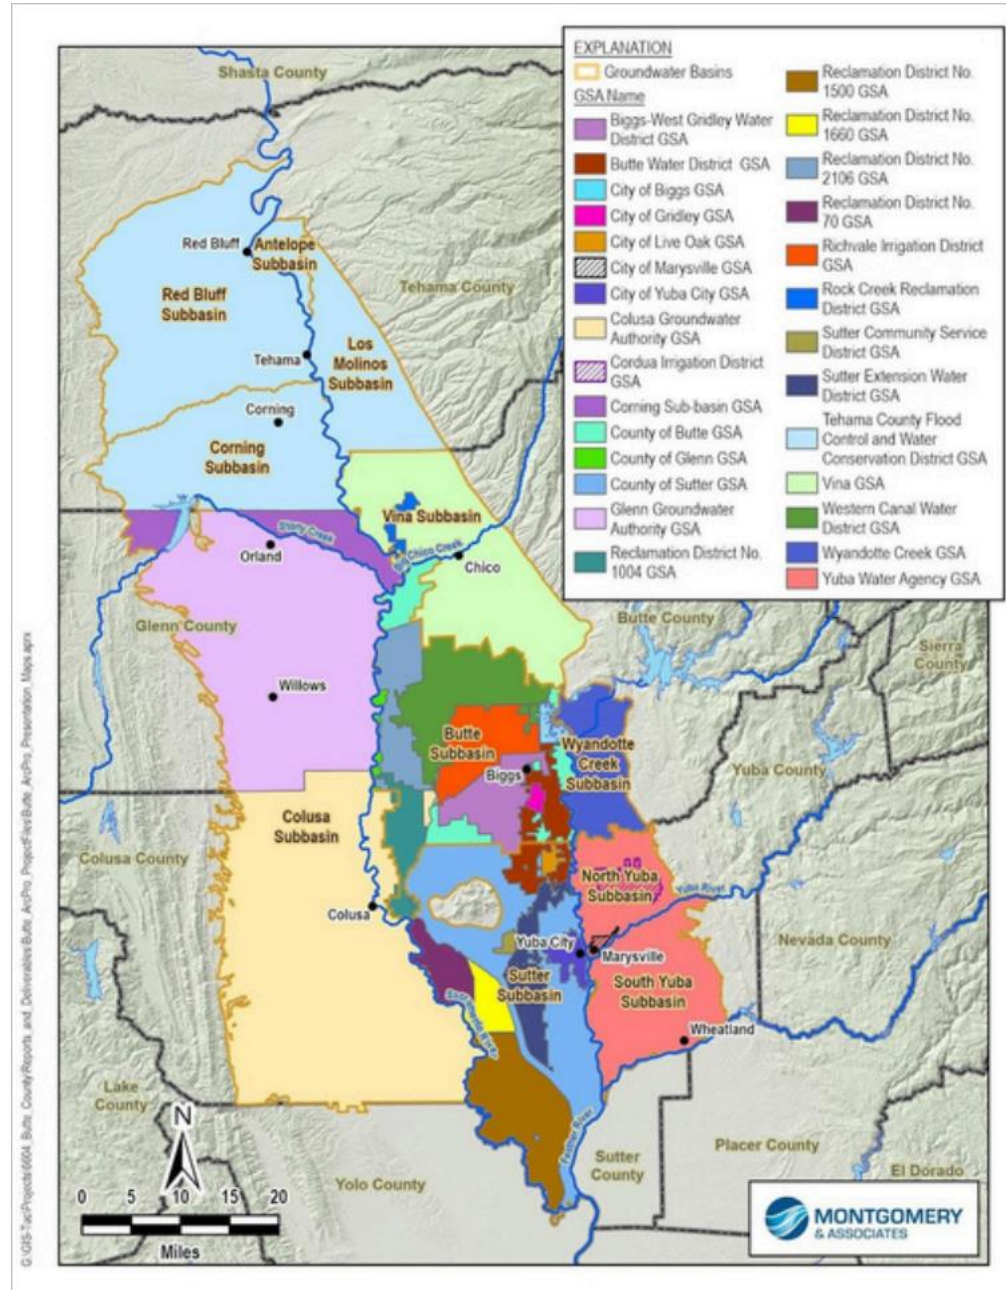 EXPLANATION
Groundwater Basins
GSA Name
Biggs-West Gridley Water
District GSA
Butte Water District GSA
City of Biggs GSA
City of Gridley GSA
City of Live Oak GSA
City of Marysville GSA
City of Yuba City GSA
Colusa Groundwater
Authority GSA
Cordua Irrigation District
GSA
Corning Sub-basin GSA
County of Butte GSA
County of Glenn GSA
County of Sutter GSA
Glenn Groundwater
Authority GSA
Reclamation District No.
1004 GSA
Reclamation District No.
1500 GSA
Reclamation District No.
1660 GSA
Reclamation District No.
2106 GSA
Reclamation District No.
70 GSA
Richvale Irrigation District
GSA
Rock Creek Reclamation
District GSA
Sutter Community Service
District GSA
Sutter Extension Water
District GSA
Tehama County Flood
Control and Water
Conservation District GSA
Vina GSA
Western Canal Water
District GSA
Wyandotte Creek GSA
Yuba Water Agency GSA
Shasta County
Red Bluff
Antelope
Subbasin
Red Bluff
Subbasin
Tehama County
Los
Molinos
Subbasin
Tehama
Corning
Corning
Subbasin
Vina Subbasin
Stony Creek
Chico Creek
Orland
Chico
Glenn County
Butte County
Sierra
County
Willows
Butte
Subbasin
Wyandotte
Creek
Subbasin
Biggs
Yuba County
Colusa
Subbasin
Colusa County
North Yuba
Subbasin
Yuba River
Colusa
Yuba City
Marysville
Nevada County
Sutter
Subbasin
South Yuba
Subbasin
Sacramento River
Wheatland
Lake
County
Feather River
N
Yolo County
Sutter
County
Placer County
El Dorado
0 5 10 15 20
Miles
MONTGOMERY
& ASSOCIATES